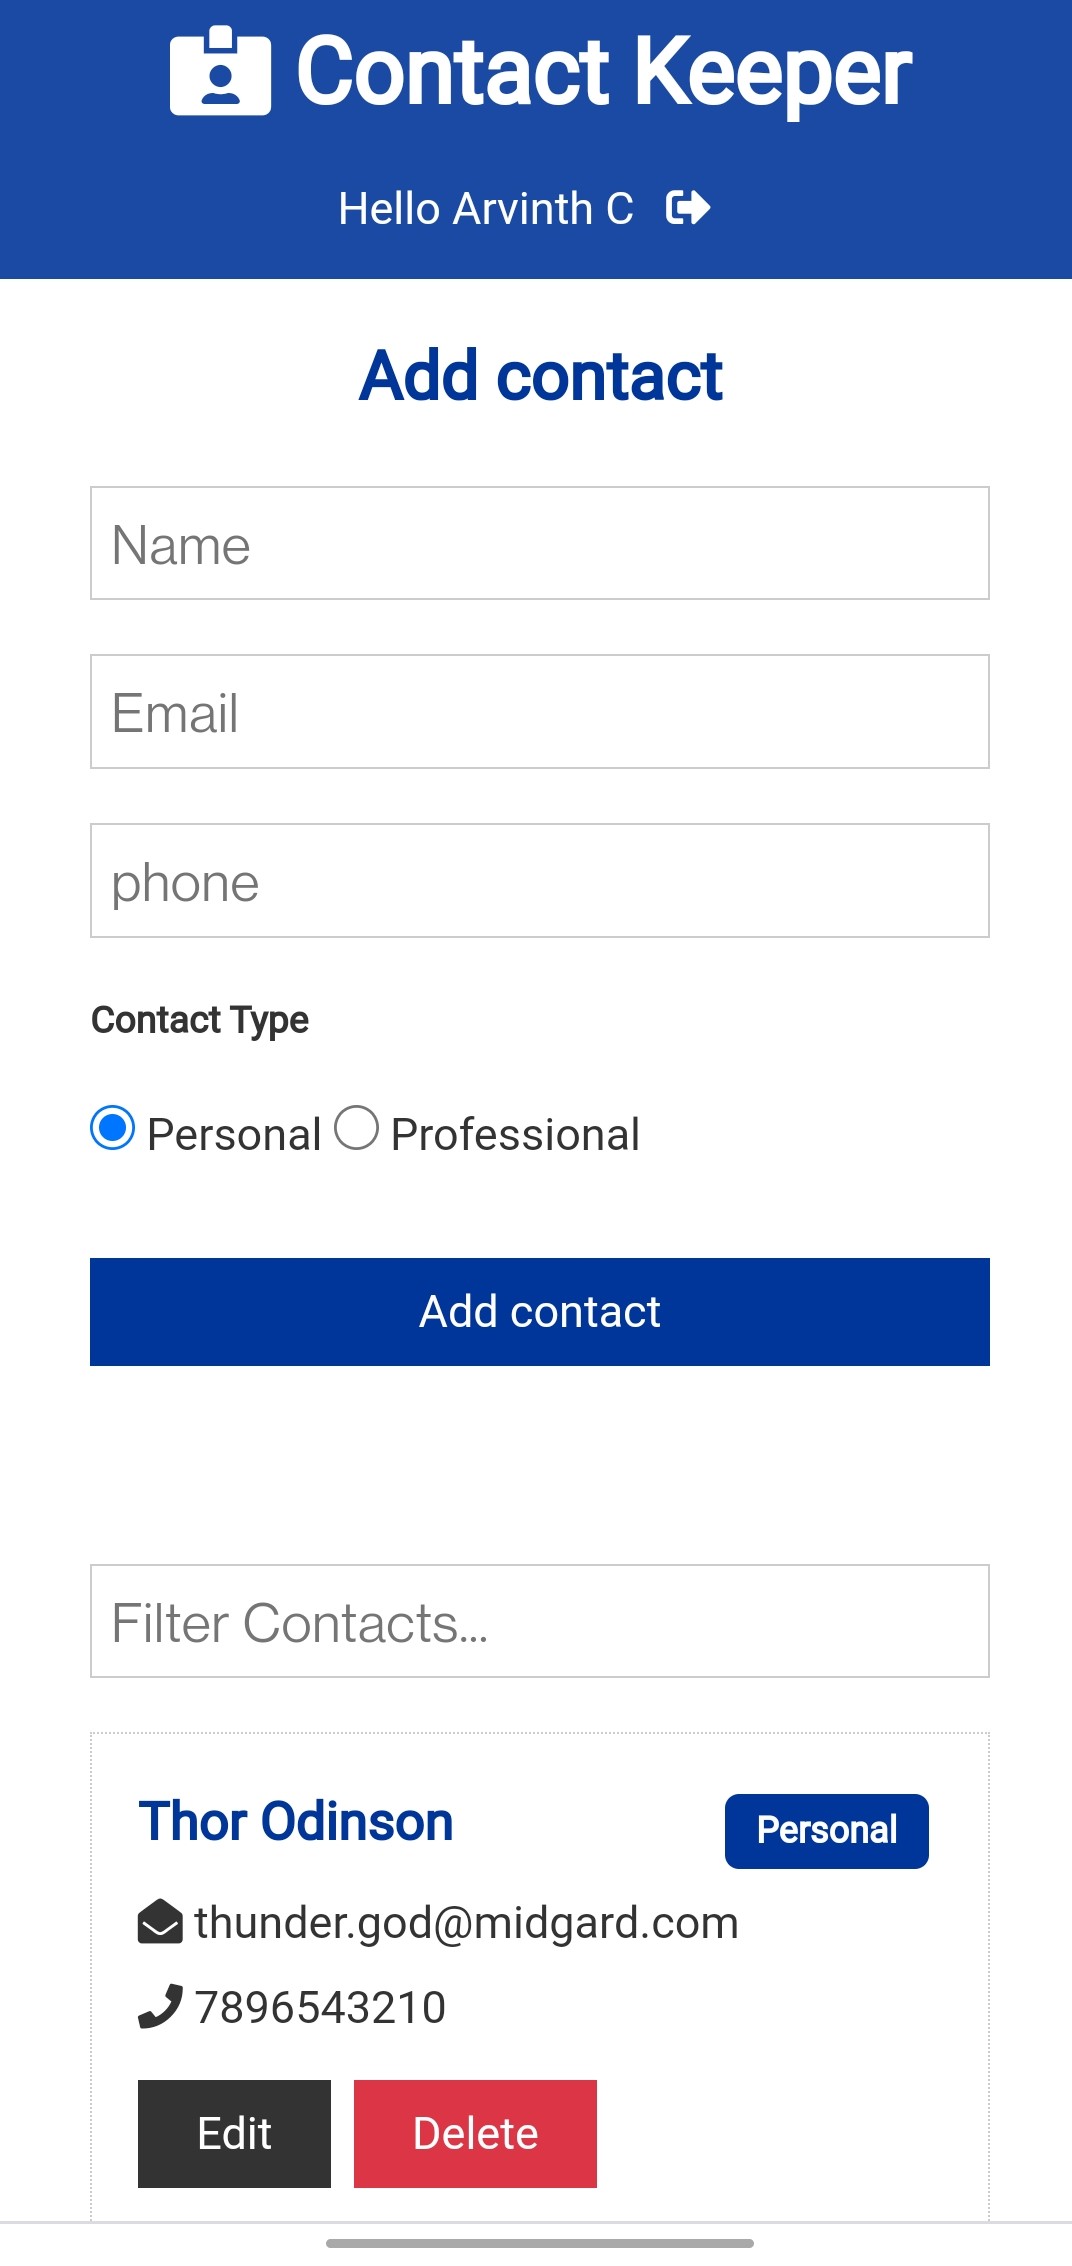 Contact Keeper
Hello Arvinth C
Add contact
Name
Email
phone
Contact Type
Personal Professional
Add contact
Filter Contacts...
Thor Odinson Personal
thunder.god@midgard.com
7896543210
Edit Delete